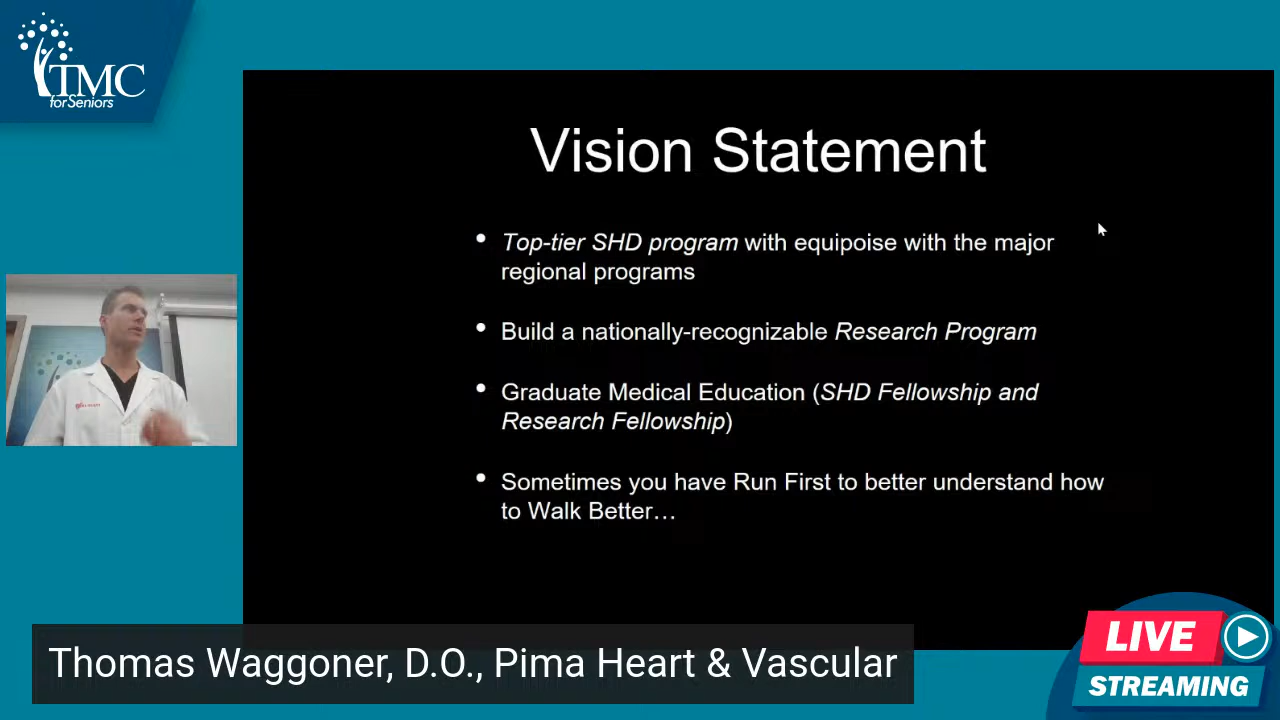 TMC
for Seniors
Vision Statement
• Top-tier SHD program with equipoise with the major
regional programs
• Build a nationally-recognizable Research Program
• Graduate Medical Education (SHD Fellowship and
Research Fellowship)
• Sometimes you have Run First to better understand how
to Walk Better…
Thomas Waggoner, D.O., Pima Heart & Vascular
LIVE
STREAMING